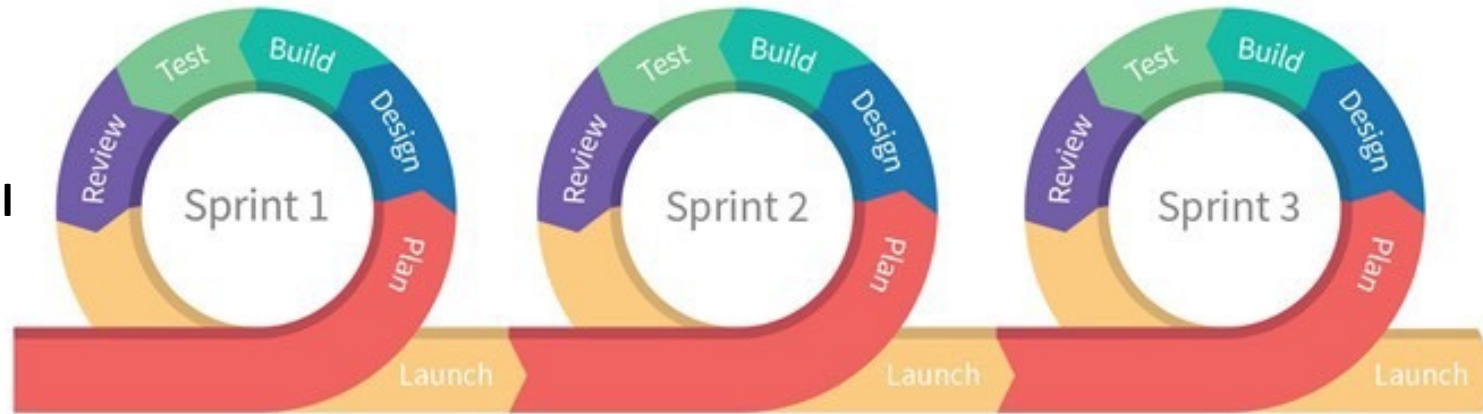 Test Build Design Plan Review Sprint 1 Launch
Test Build Design Plan Review Sprint 2 Launch
Test Build Design Plan Review Sprint 3 Launch